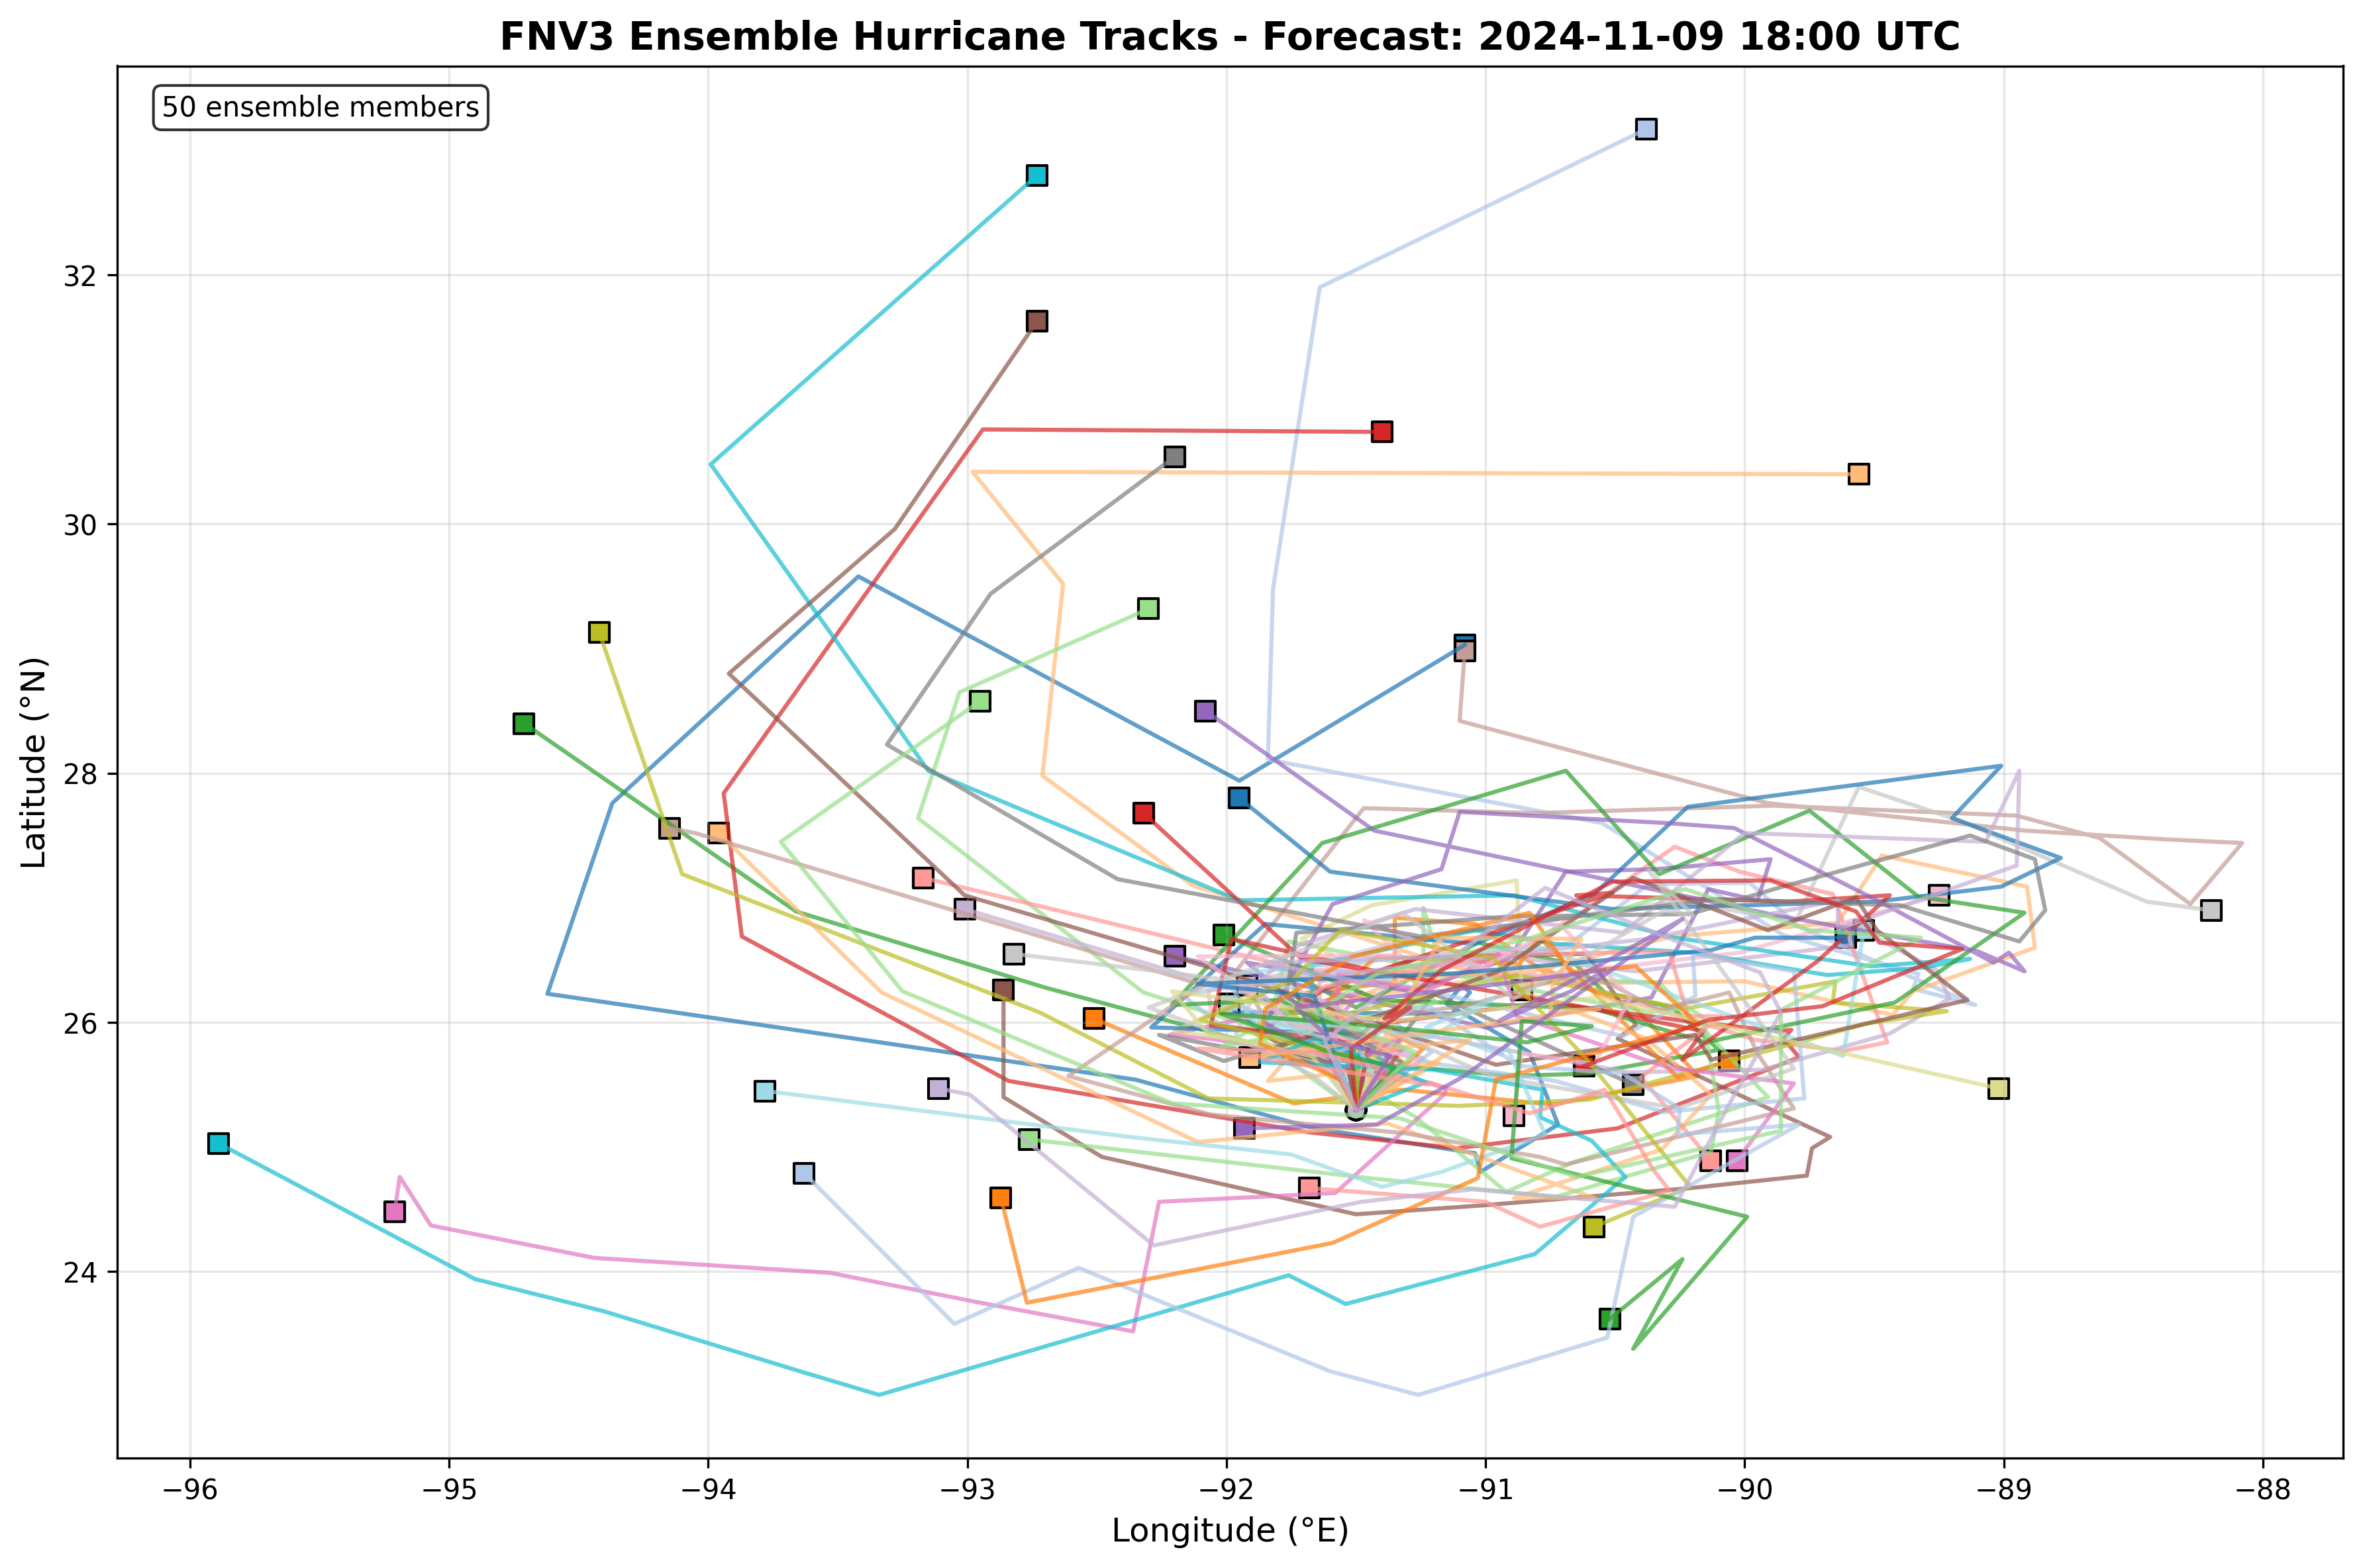 FNV3 Ensemble Hurricane Tracks - Forecast: 2024-11-09 18:00 UTC
50 ensemble members
Latitude (°N)
32
30
28
26
24
−96 −95 −94 −93 −92 −91 −90 −89 −88
Longitude (°E)